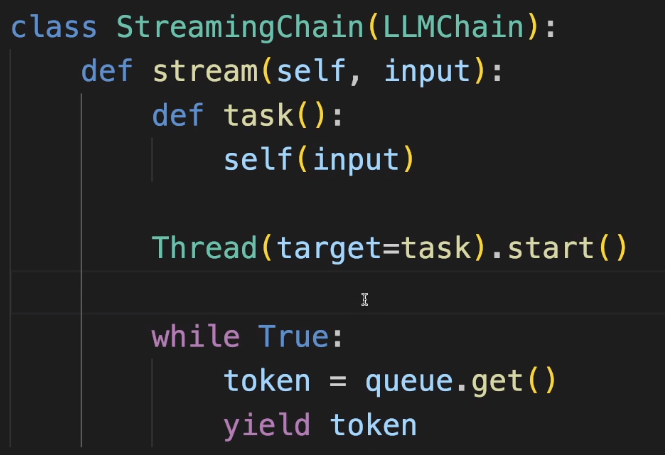 class StreamingChain(LLMChain):
    def stream(self, input):
        def task():
            self(input)
        Thread(target=task).start()
        while True:
            token = queue.get()
            yield token